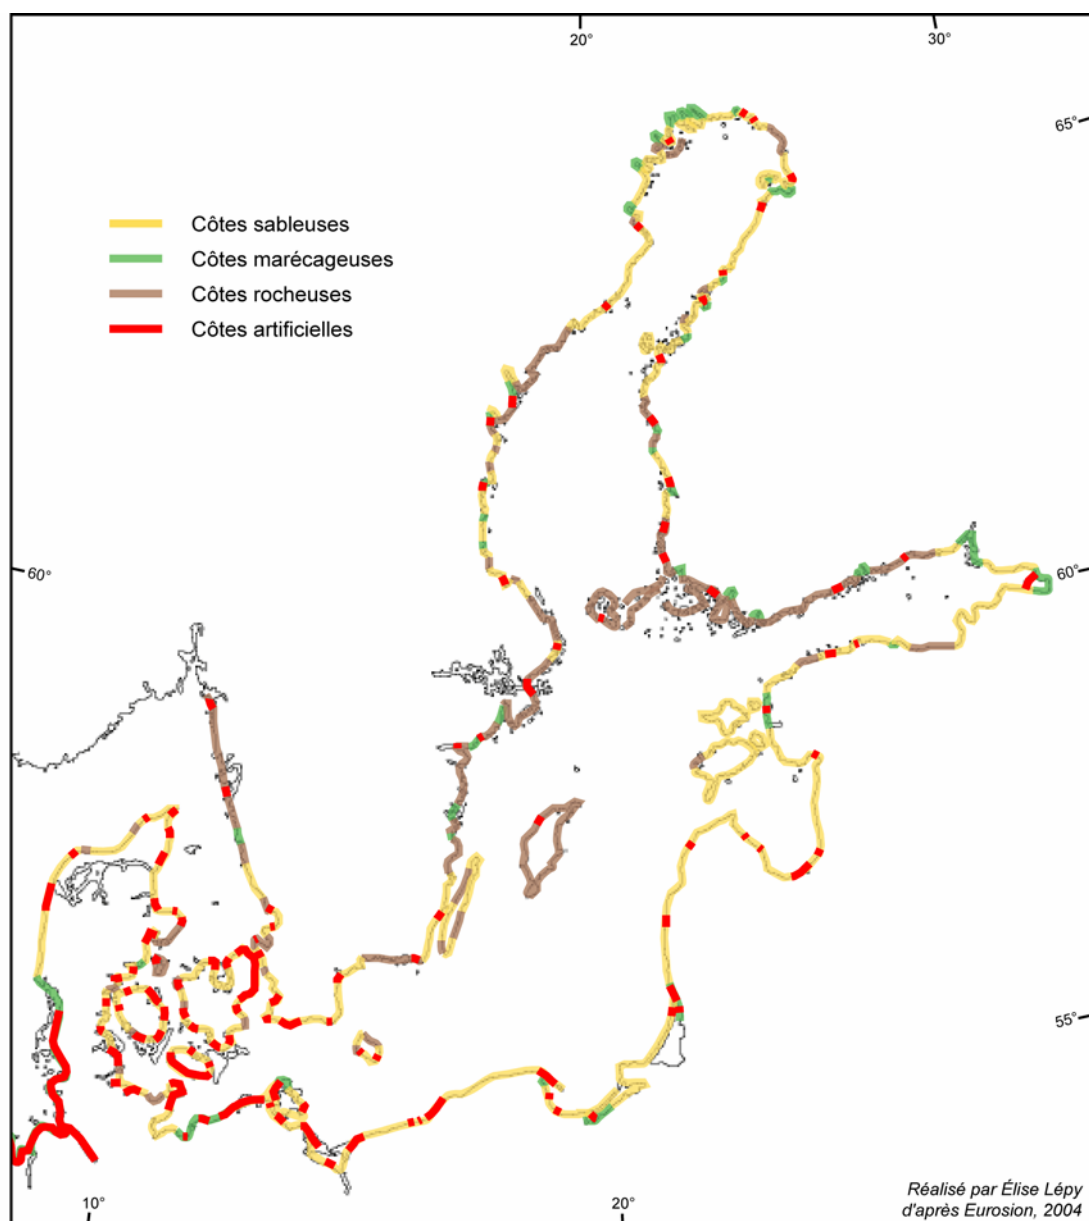 20°
30°
65°
Côtes sableuses
Côtes marécageuses
Côtes rocheuses
Côtes artificielles
60°
60°
55°
10°
20°
Réalisé par Élise Lépy
d'après Eurosion, 2004